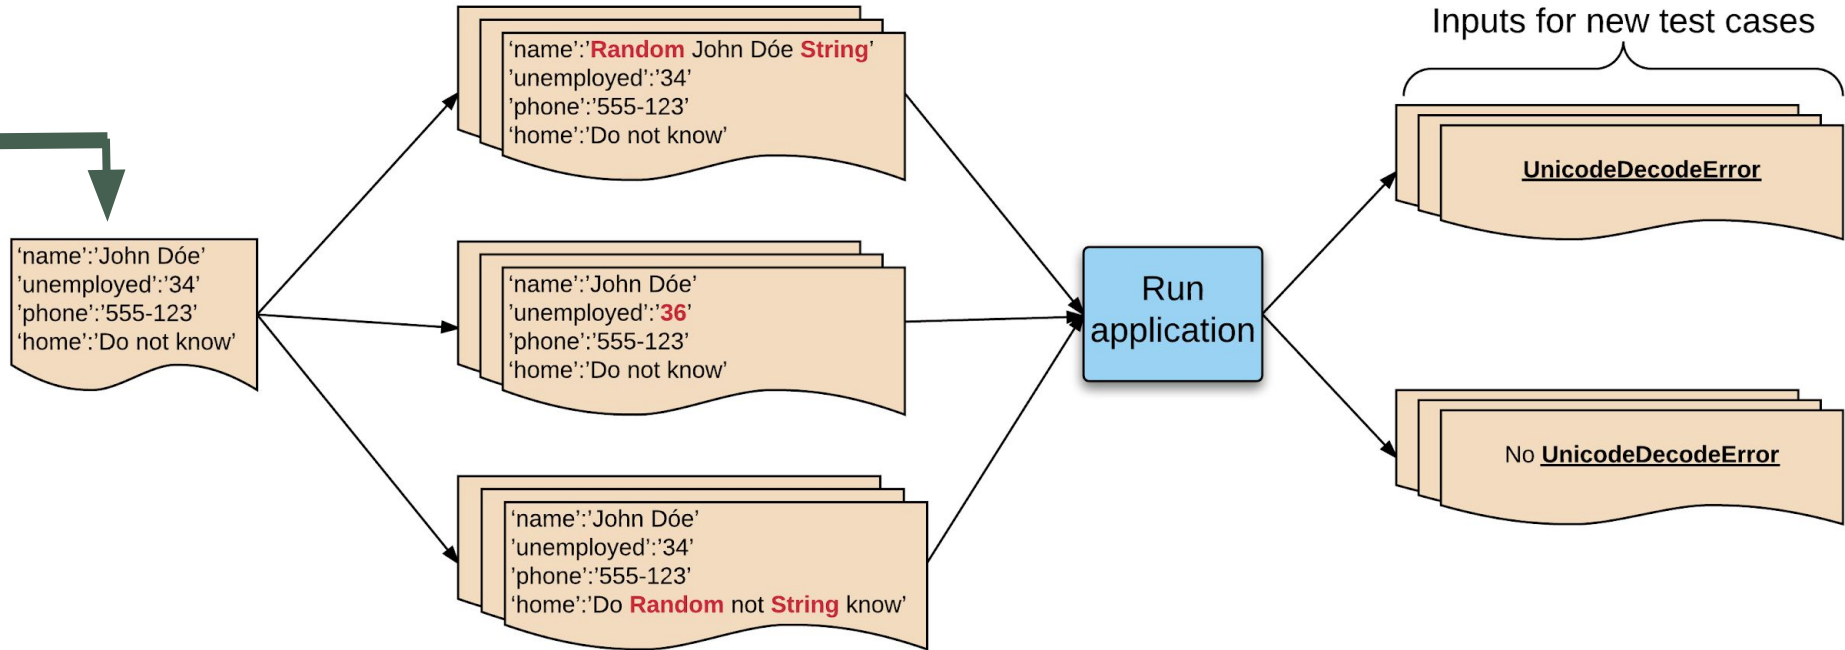 ‘name’:’John Dóe’
’unemployed’:’34’
’phone’:’555-123’
‘home’:’Do not know’
‘name’:’Random John Dóe String’
’unemployed’:’34’
’phone’:’555-123’
‘home’:’Do not know’
‘name’:’John Dóe’
’unemployed’:’36’
’phone’:’555-123’
‘home’:’Do not know’
‘name’:’John Dóe’
’unemployed’:’34’
’phone’:’555-123’
‘home’:’Do Random not String know’
Run
application
Inputs for new test cases
UnicodeDecodeError
No UnicodeDecodeError